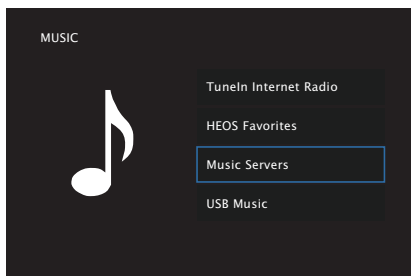 MUSIC
TuneIn Internet Radio
HEOS Favorites
Music Servers
USB Music